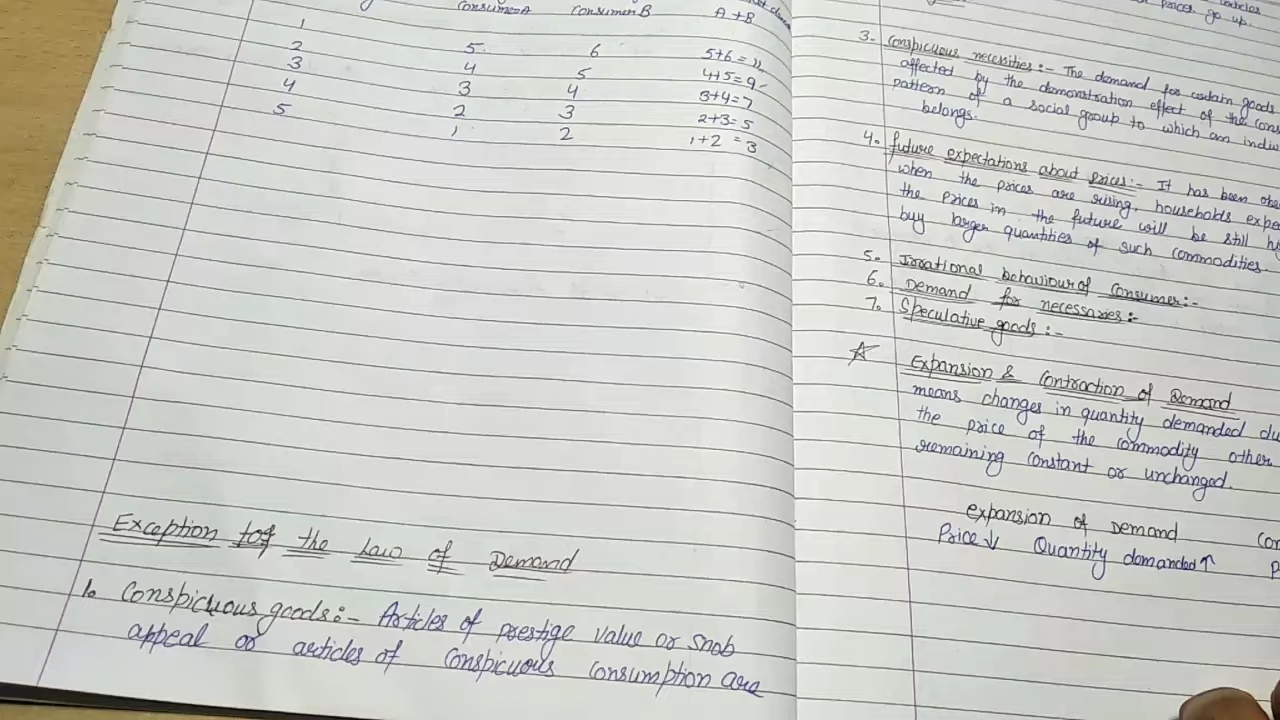 Consumer A Consumer B A + B
1
2 5 6 5+6 = 11
3 4 5 4+5 = 9
4 3 4 3+4 = 7
5 2 3 2+3 = 5
1 2 1+2 = 3
Exception of the Law of Demand
1. Conspicuous goods:- Articles of prestige value or snob
appeal or articles of conspicuous consumption are
prices go up.
3. Conspicuous necessities:- The demand for certain goods
affected by the demonstration effect of the
pattern of a social group to which an
belongs.
4. future expectations about prices:- It has been
when the prices are rising, households
the prices in the future will be still
buy larger quantities of such commodities.
5. Irrational behaviour of Consumer:-
6. Demand for necessaries:-
7. Speculative goods:-
☆ Expansion & Contraction of Demand
means changes in quantity demanded
the price of the commodity other
remaining constant or unchanged.
expansion of Demand
Price↓ Quantity demanded↑